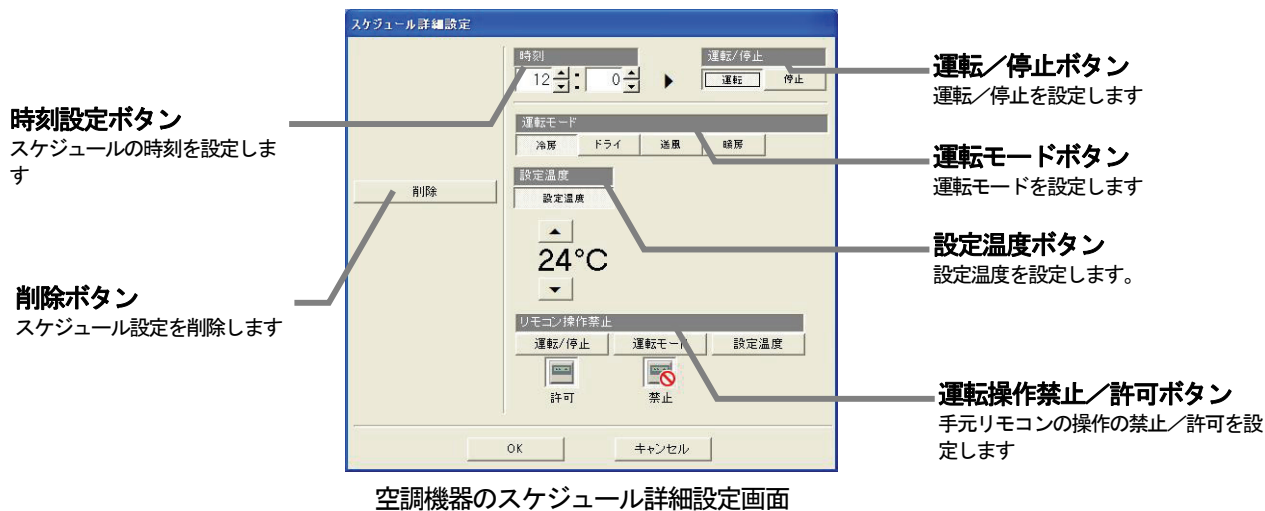 スケジュール詳細設定
時刻
運転/停止
12 : 0
運転
停止
運転モード
冷房
ドライ
送風
暖房
設定温度
設定温度
24°C
削除
リモコン操作禁止
運転/停止
運転モード
設定温度
許可
禁止
OK
キャンセル
時刻設定ボタン
スケジュールの時刻を設定しま
す
削除ボタン
スケジュール設定を削除します
運転／停止ボタン
運転／停止を設定します
運転モードボタン
運転モードを設定します
設定温度ボタン
設定温度を設定します。
運転操作禁止／許可ボタン
手元リモコンの操作の禁止／許可を設
定します
空調機器のスケジュール詳細設定画面